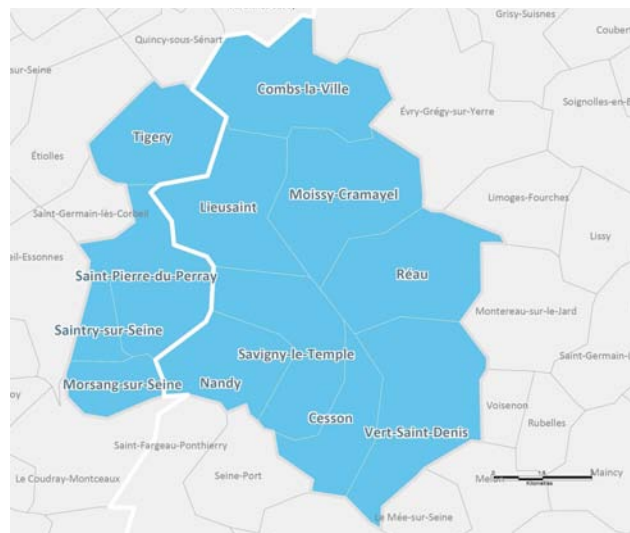 Grisy-Suisnes
Quincy-sous-Sénart
Coubert
sur-Seine
Combs-la-Ville
Soignolles-en-B
Évry-Grégy-sur-Yerre
Tigery
Étiolles
Moissy-Cramayel
Limoges-Fourches
Lieusaint
Saint-Germain-lès-Corbeil
Lissy
eil-Essonnes
Saint-Pierre-du-Perray
Réau
Montereau-sur-le-Jard
Saintry-sur-Seine
Savigny-le-Temple
Saint-Germain-L
Morsang-sur-Seine
Nandy
oy
Voisenon
Cesson
Rubelles
Vert-Saint-Denis
Saint-Fargeau-Ponthierry
Seine-Port
Maincy
Le Coudray-Montceaux
Kilomètres
Le Mée-sur-Seine